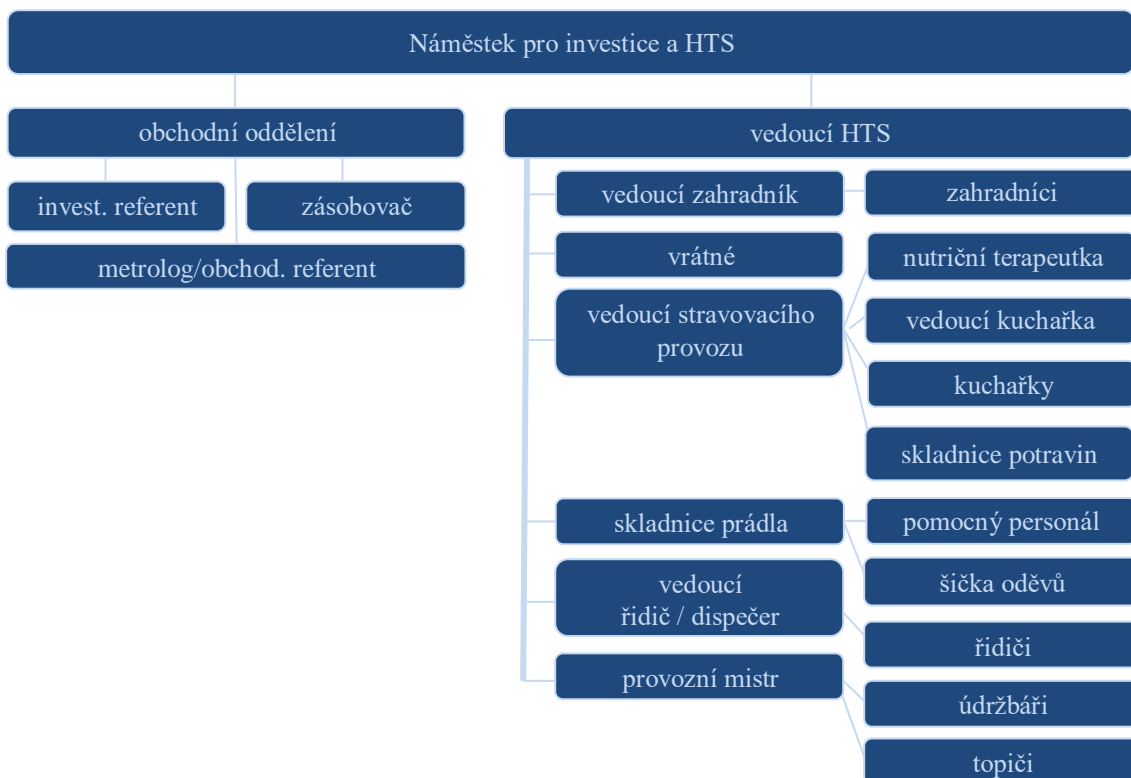 Náměstek pro investice a HTS
obchodní oddělení
vedoucí HTS
invest. referent
zásobovač
metrolog/obchod. referent
vedoucí zahradník
zahradníci
vrátné
nutriční terapeutka
vedoucí stravovacího
provozu
vedoucí kuchařka
kuchařky
skladnice potravin
skladnice prádla
pomocný personál
šička oděvů
vedoucí
řidič / dispečer
řidiči
provozní mistr
údržbáři
topiči